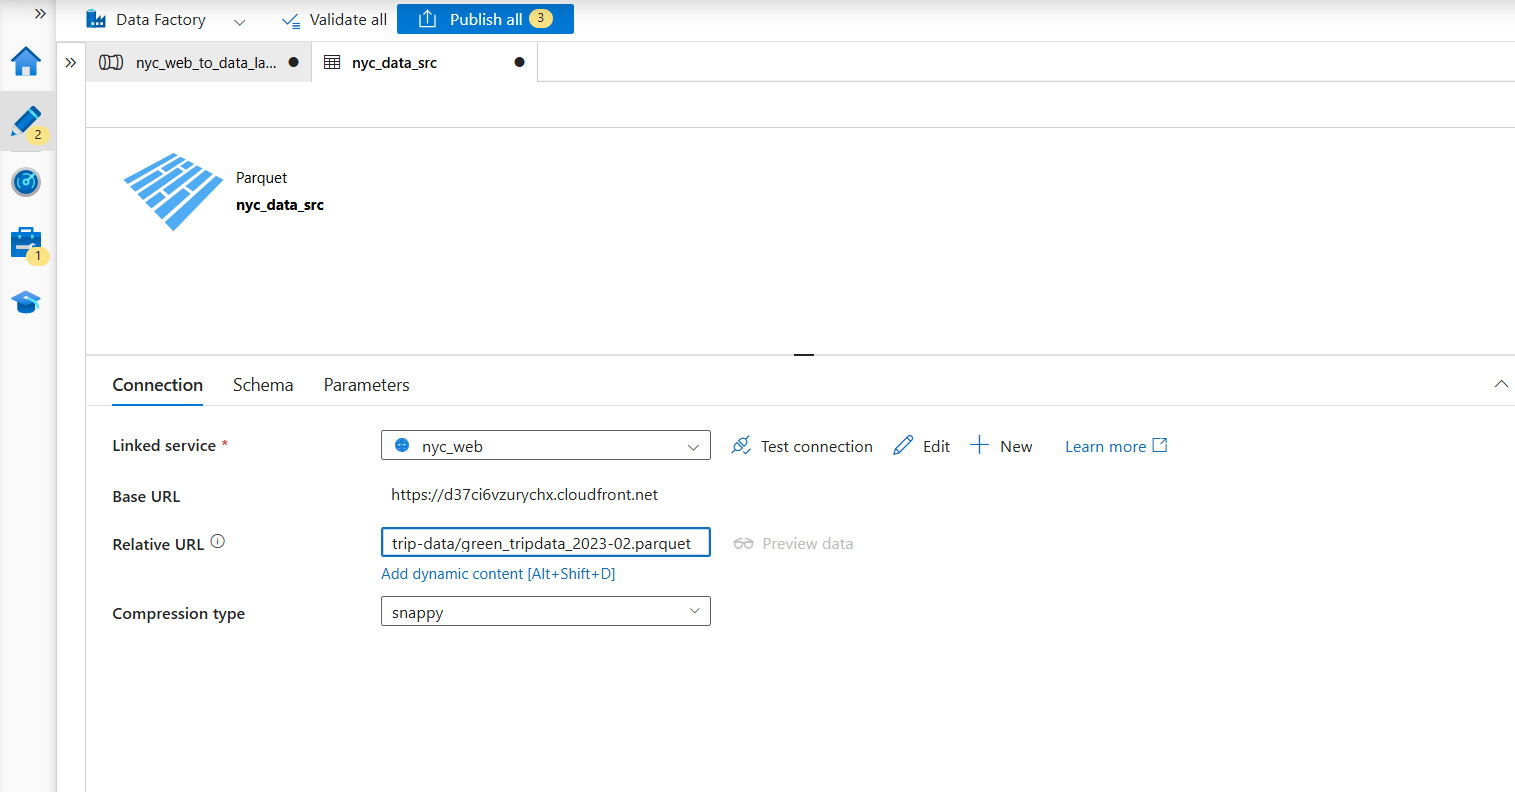 Data Factory
Validate all
Publish all 3
nyc_web_to_data_la...
nyc_data_src
2
1
Parquet
nyc_data_src
Connection
Schema
Parameters
Linked service *
nyc_web
Test connection
Edit
New
Learn more
Base URL
https://d37ci6vzurychx.cloudfront.net
Relative URL
trip-data/green_tripdata_2023-02.parquet
Preview data
Add dynamic content [Alt+Shift+D]
Compression type
snappy